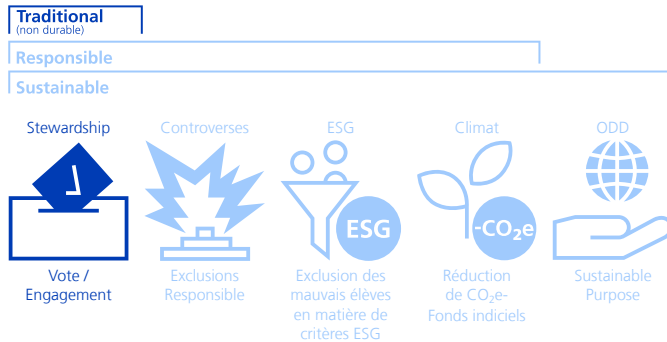 Traditional
(non durable)
Responsible
Sustainable
Stewardship
Controverses
ESG
Climat
ODD
ESG
-CO₂e
Vote /
Engagement
Exclusions
Responsible
Exclusion des
mauvais élèves
en matière de
critères ESG
Réduction
de CO₂e-
Fonds indiciels
Sustainable
Purpose